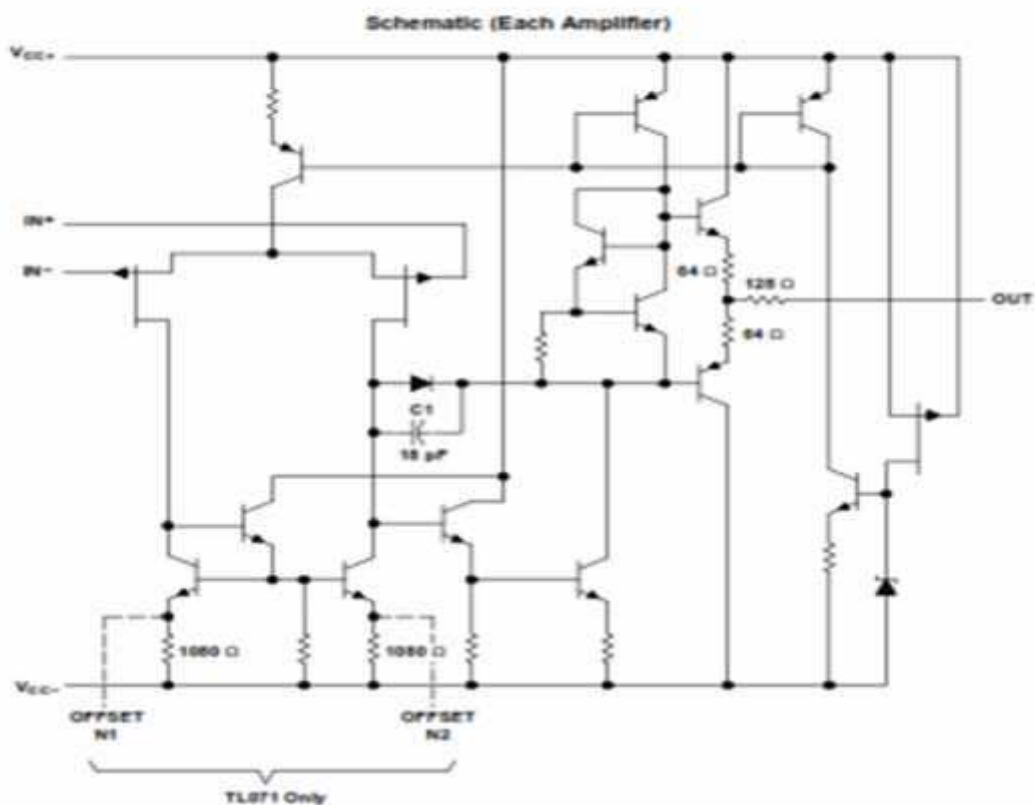 Schematic (Each Amplifier)
VCC+
IN+
IN−
64 Ω
128 Ω
OUT
64 Ω
C1
18 pF
1080 Ω
1080 Ω
VCC−
OFFSET
N1
OFFSET
N2
TL071 Only